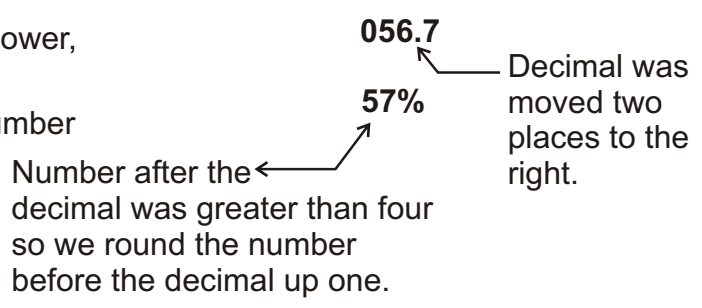 ower,
056.7
Decimal was
moved two
places to the
right.
57%
umber
Number after the
decimal was greater than four
so we round the number
before the decimal up one.